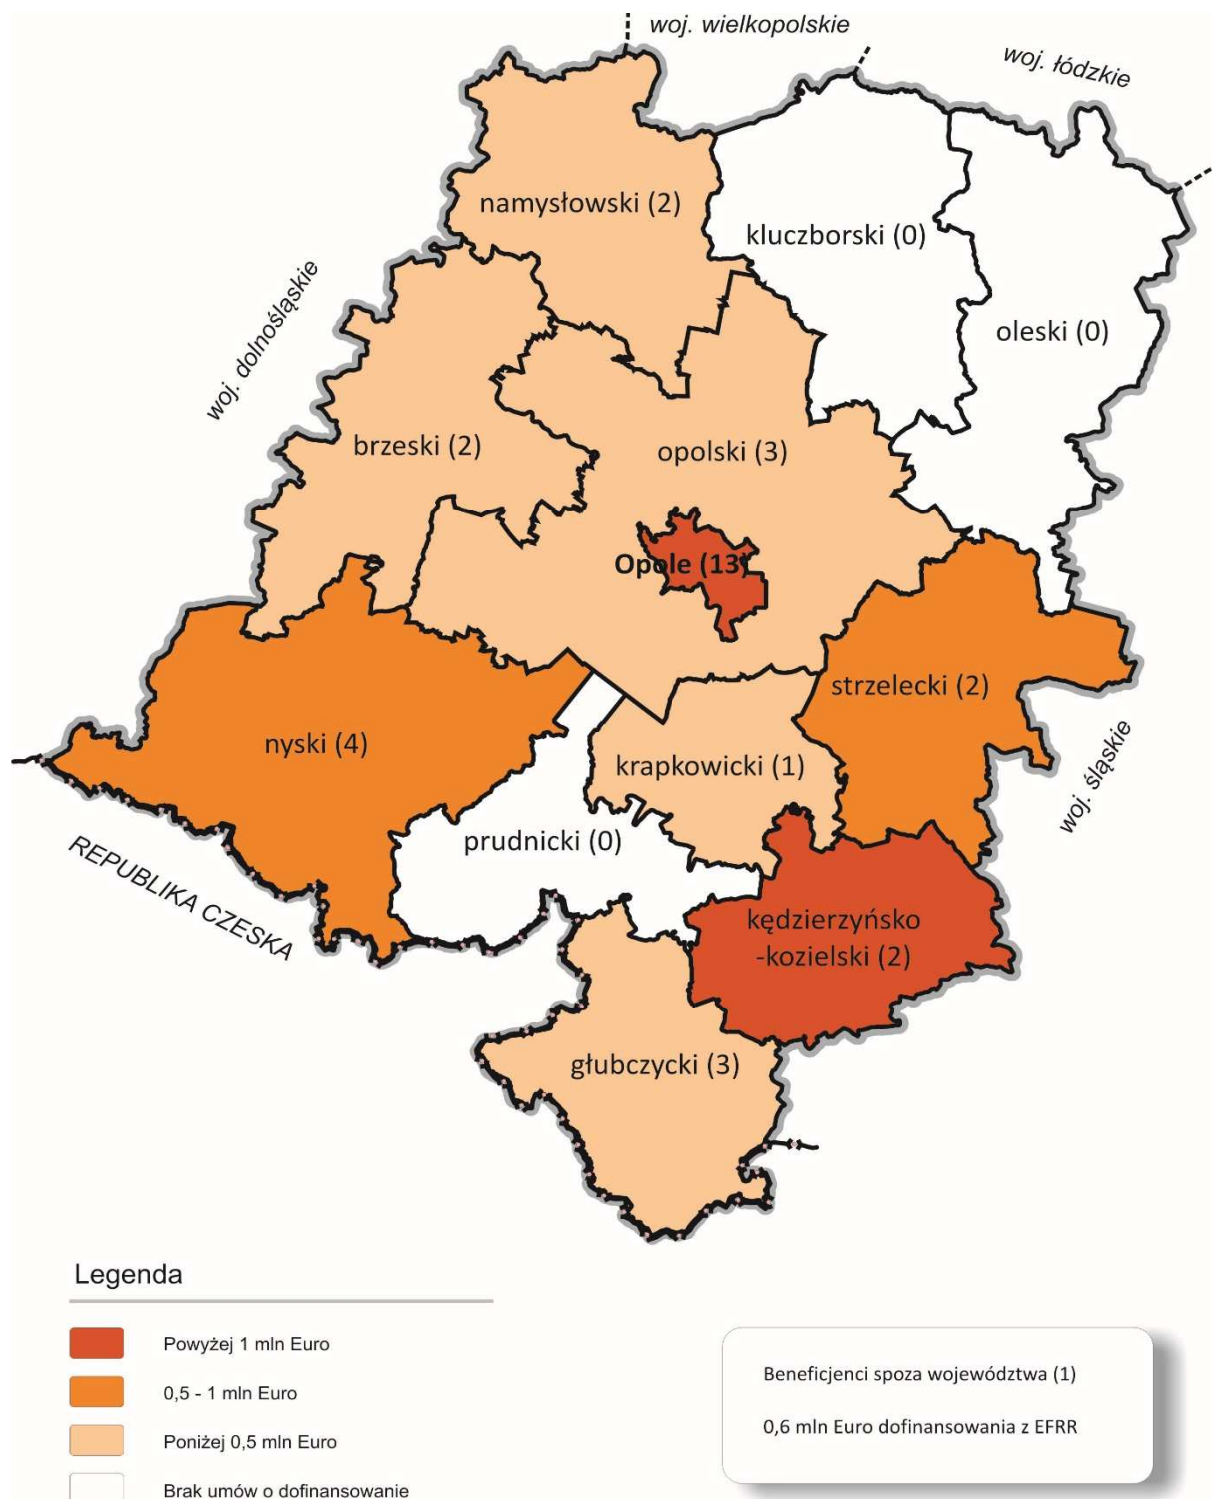 woj. wielkopolskie
woj. łódzkie
namysłowski (2)
kluczborski (0)
woj. dolnośląskie
oleski (0)
brzeski (2)
opolski (3)
Opole (13)
strzelecki (2)
nyski (4)
krapkowicki (1)
woj. śląskie
prudnicki (0)
REPUBLIKA CZESKA
kędzierzyńsko
-kozielski (2)
głubczycki (3)
Legenda
Powyżej 1 mln Euro
0,5 - 1 mln Euro
Poniżej 0,5 mln Euro
Brak umów o dofinansowanie
Beneficjenci spoza województwa (1)
0,6 mln Euro dofinansowania z EFRR